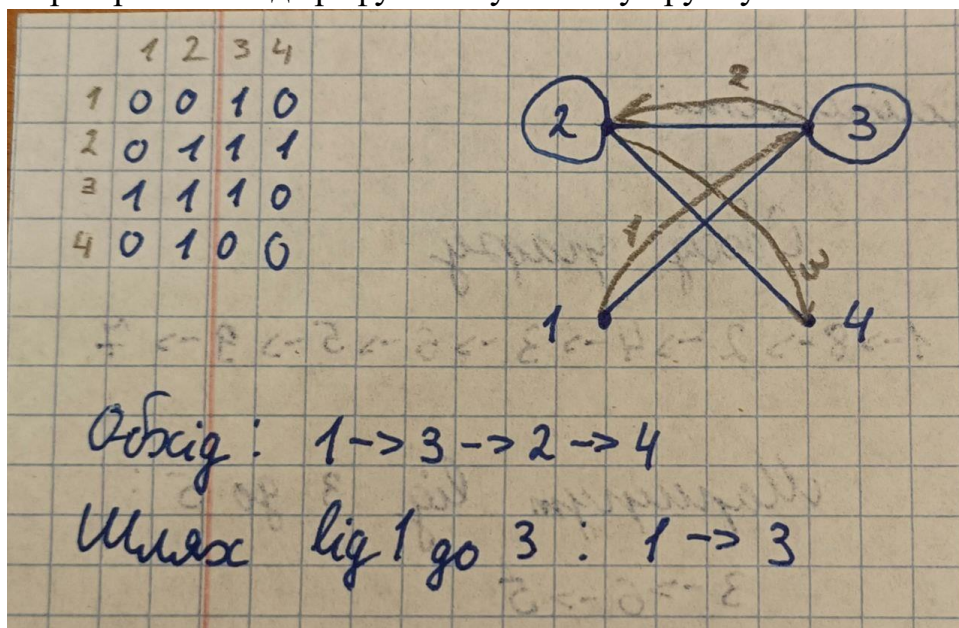 1 2 3 4
1 0 0 1 0
2 0 1 1 1
3 1 1 1 0
4 0 1 0 0
2 2 3
1 3
1 4
Обхід: 1 -> 3 -> 2 -> 4
Шлях від 1 до 3 : 1 -> 3